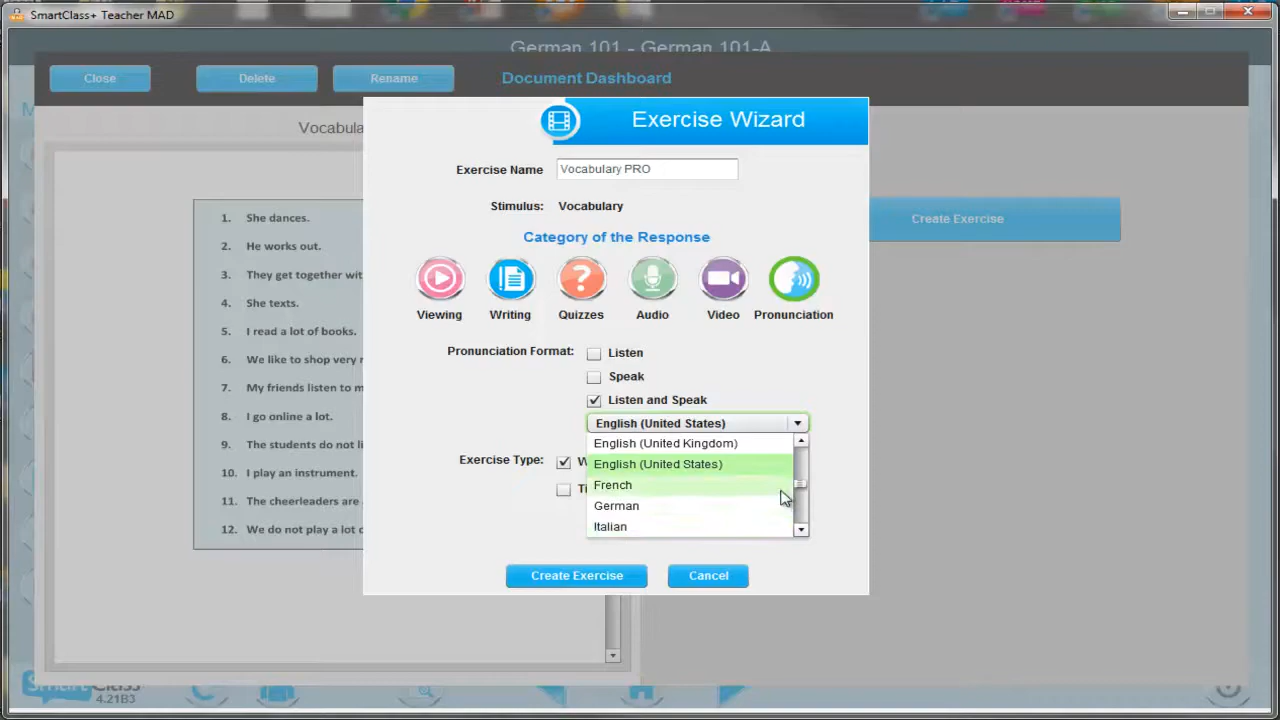 SmartClass+ Teacher MAD
German 101 - German 101-A
Close
Delete
Rename
Document Dashboard
Exercise Wizard
Exercise Name
Vocabulary PRO
Stimulus:
Vocabulary
Category of the Response
Viewing
Writing
Quizzes
Audio
Video
Pronunciation
Pronunciation Format:
Listen
Speak
Listen and Speak
English (United States)
English (United Kingdom)
English (United States)
French
German
Italian
Exercise Type:
Create Exercise
Cancel
1. She dances.
2. He works out.
3. They get together
4. She texts.
5. I read a lot of books.
6. We like to shop very
7. My friends listen to
8. I go online a lot.
9. The students do not
10. I play an instrument.
11. The cheerleaders are
12. We do not play a lot
Create Exercise
SmartClass
4.21B3